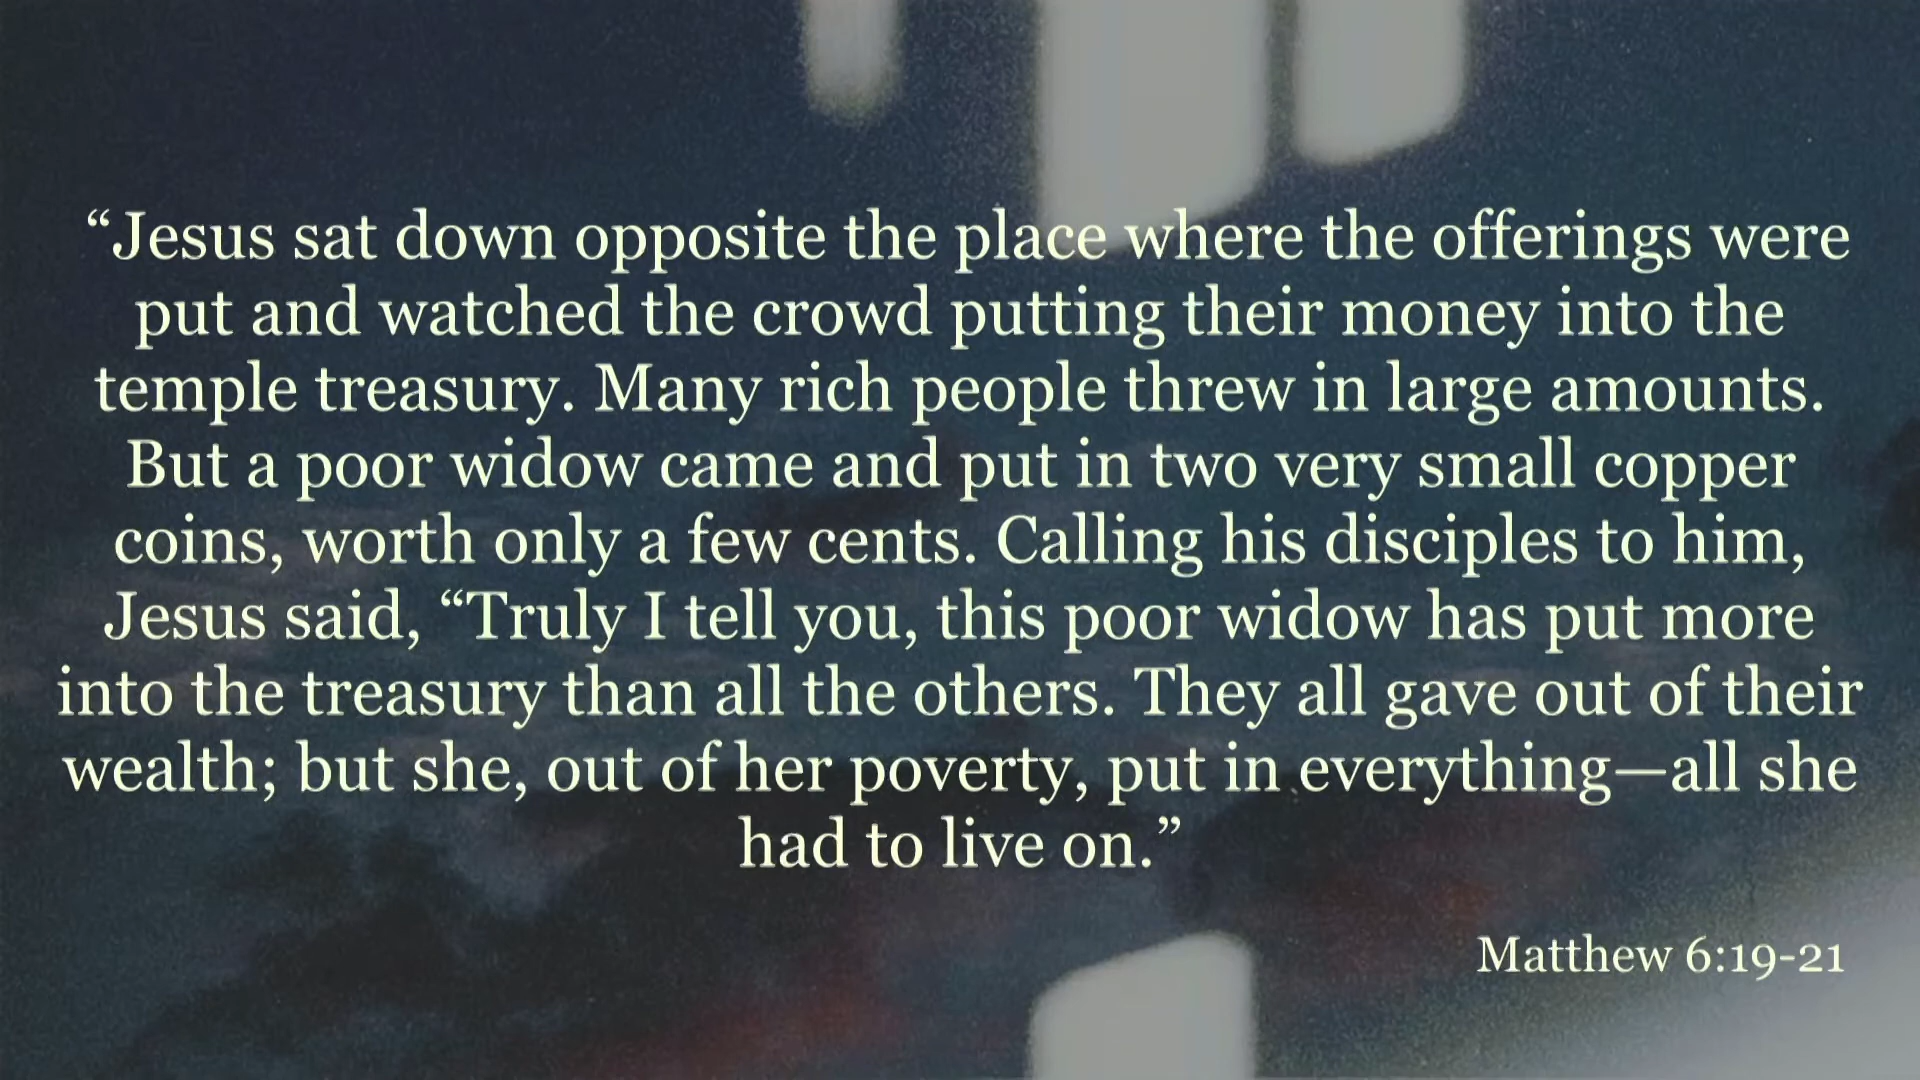 “Jesus sat down opposite the place where the offerings were
put and watched the crowd putting their money into the
temple treasury. Many rich people threw in large amounts.
But a poor widow came and put in two very small copper
coins, worth only a few cents. Calling his disciples to him,
Jesus said, “Truly I tell you, this poor widow has put more
into the treasury than all the others. They all gave out of their
wealth; but she, out of her poverty, put in everything—all she
had to live on.”
Matthew 6:19-21